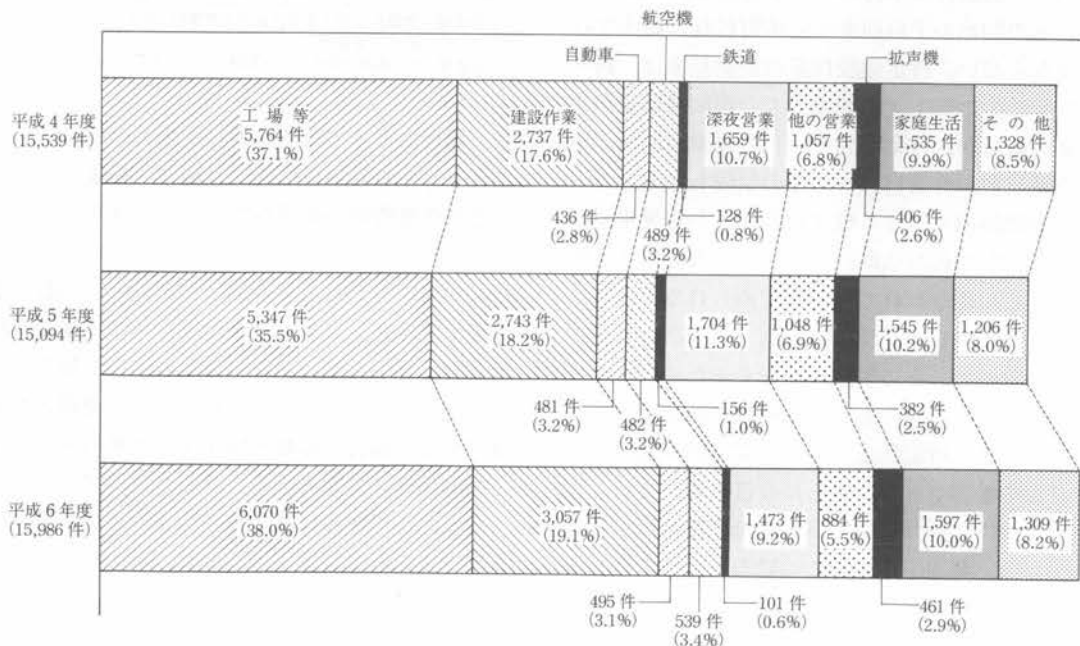 航空機
自動車
鉄道
拡声機
平成4年度
(15,539件)
工場等
5,764件
(37.1%)
建設作業
2,737件
(17.6%)
深夜営業
1,659件
(10.7%)
他の営業
1,057件
(6.8%)
家庭生活
1,535件
(9.9%)
その他
1,328件
(8.5%)
436件
(2.8%)
489件
(3.2%)
128件
(0.8%)
406件
(2.6%)
平成5年度
(15,094件)
5,347件
(35.5%)
2,743件
(18.2%)
1,704件
(11.3%)
1,048件
(6.9%)
1,545件
(10.2%)
1,206件
(8.0%)
481件
(3.2%)
482件
(3.2%)
156件
(1.0%)
382件
(2.5%)
平成6年度
(15,986件)
6,070件
(38.0%)
3,057件
(19.1%)
1,473件
(9.2%)
884件
(5.5%)
1,597件
(10.0%)
1,309件
(8.2%)
495件
(3.1%)
539件
(3.4%)
101件
(0.6%)
461件
(2.9%)